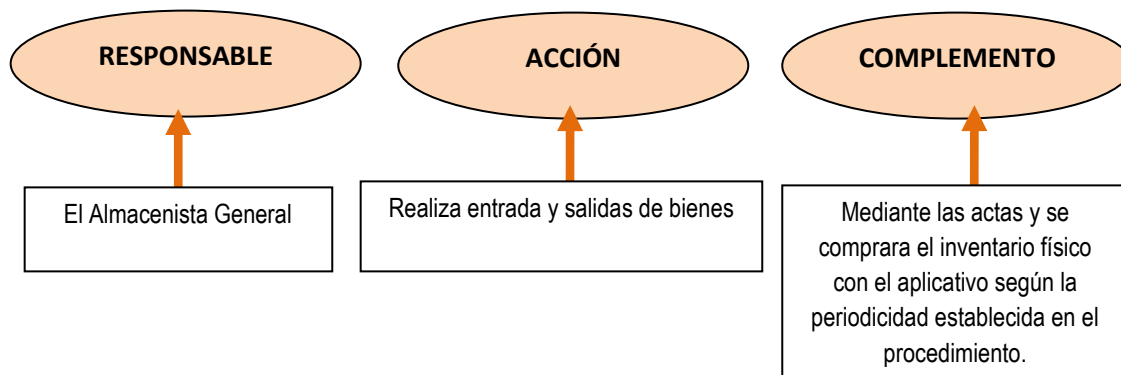 RESPONSABLE
ACCIÓN
COMPLEMENTO
El Almacenista General
Realiza entrada y salidas de bienes
Mediante las actas y se
comprara el inventario físico
con el aplicativo según la
periodicidad establecida en el
procedimiento.